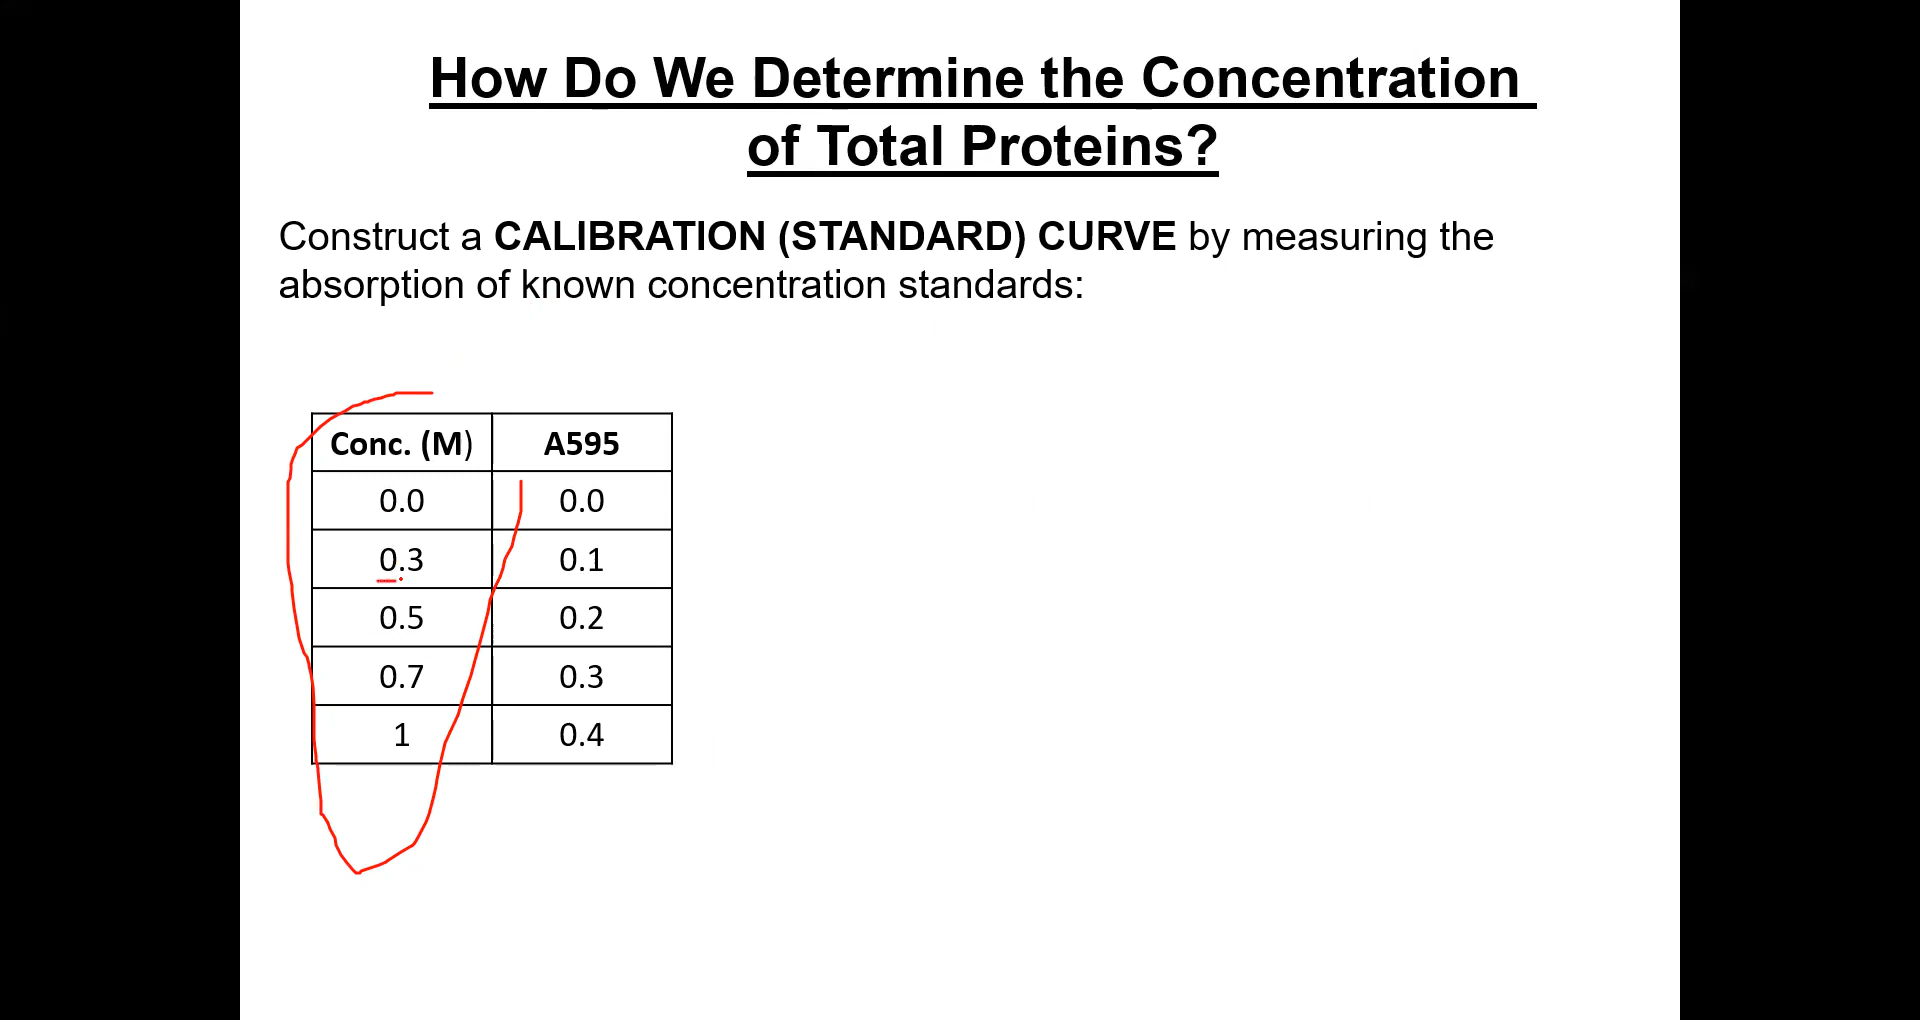 How Do We Determine the Concentration
of Total Proteins?
Construct a CALIBRATION (STANDARD) CURVE by measuring the
absorption of known concentration standards:
Conc. (M) A595
0.0 0.0
0.3 0.1
0.5 0.2
0.7 0.3
1 0.4